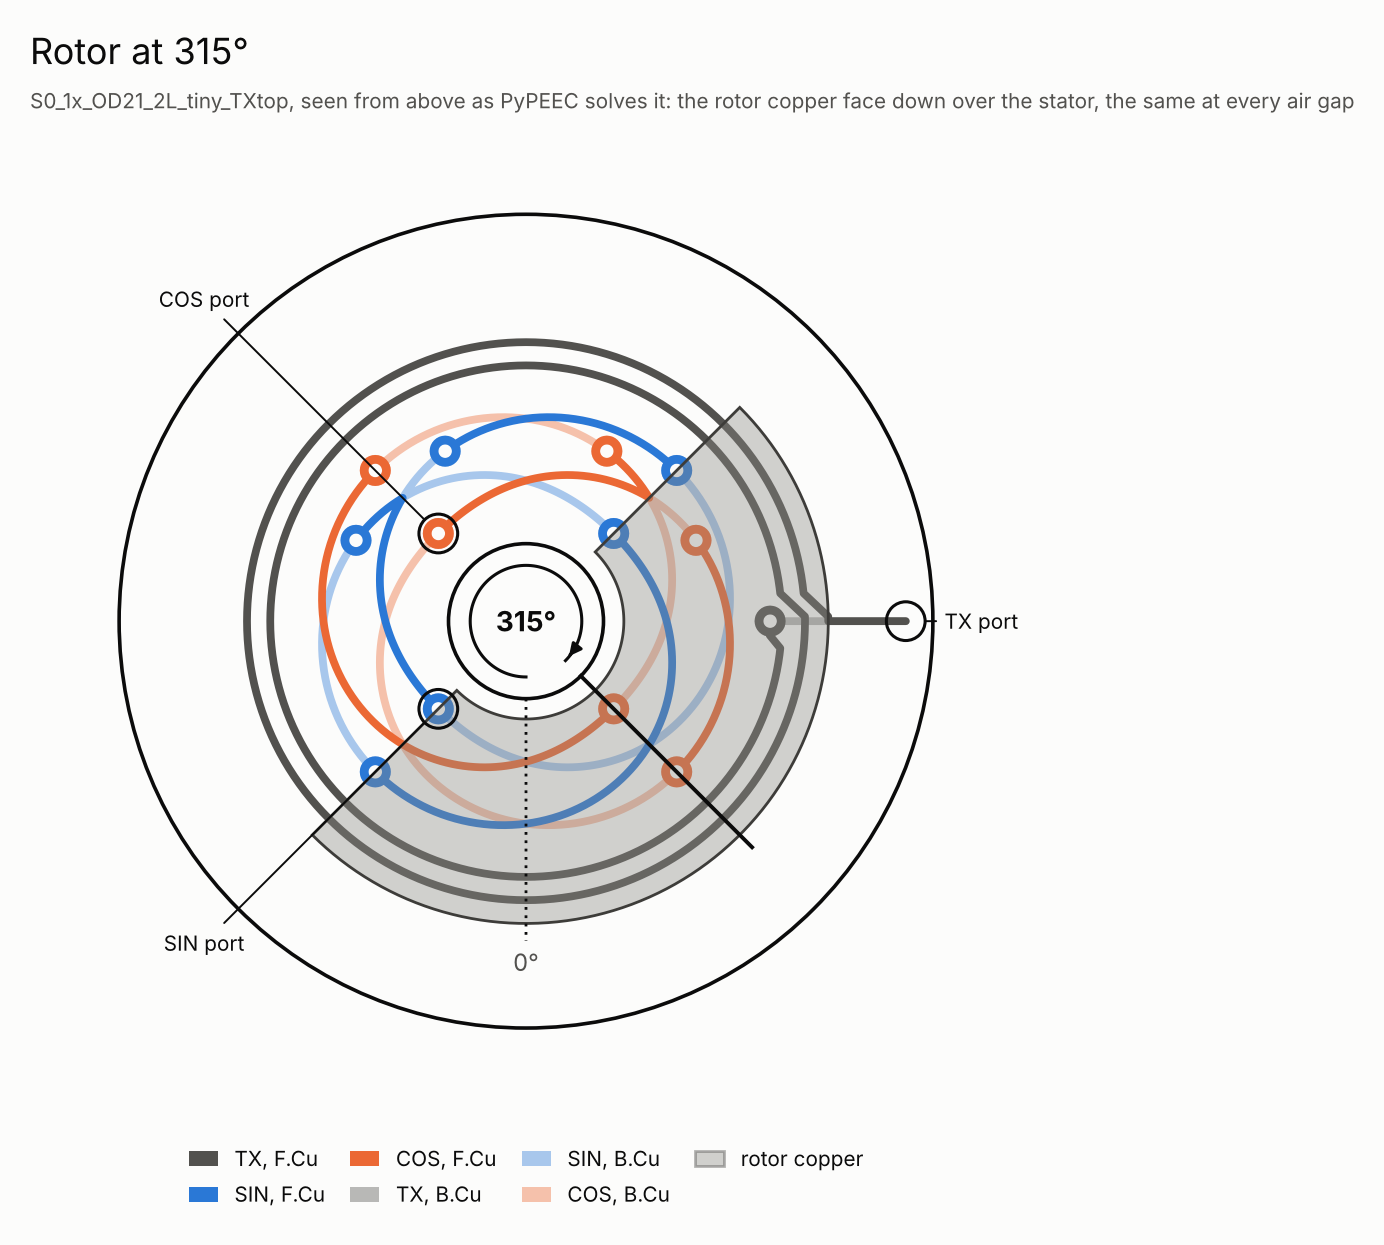 Rotor at 315°
S0_1x_OD21_2L_tiny_TXtop, seen from above as PyPEEC solves it: the rotor copper face down over the stator, the same at every air gap
COS port
315°
TX port
SIN port
0°
TX, F.Cu
COS, F.Cu
SIN, B.Cu
rotor copper
SIN, F.Cu
TX, B.Cu
COS, B.Cu